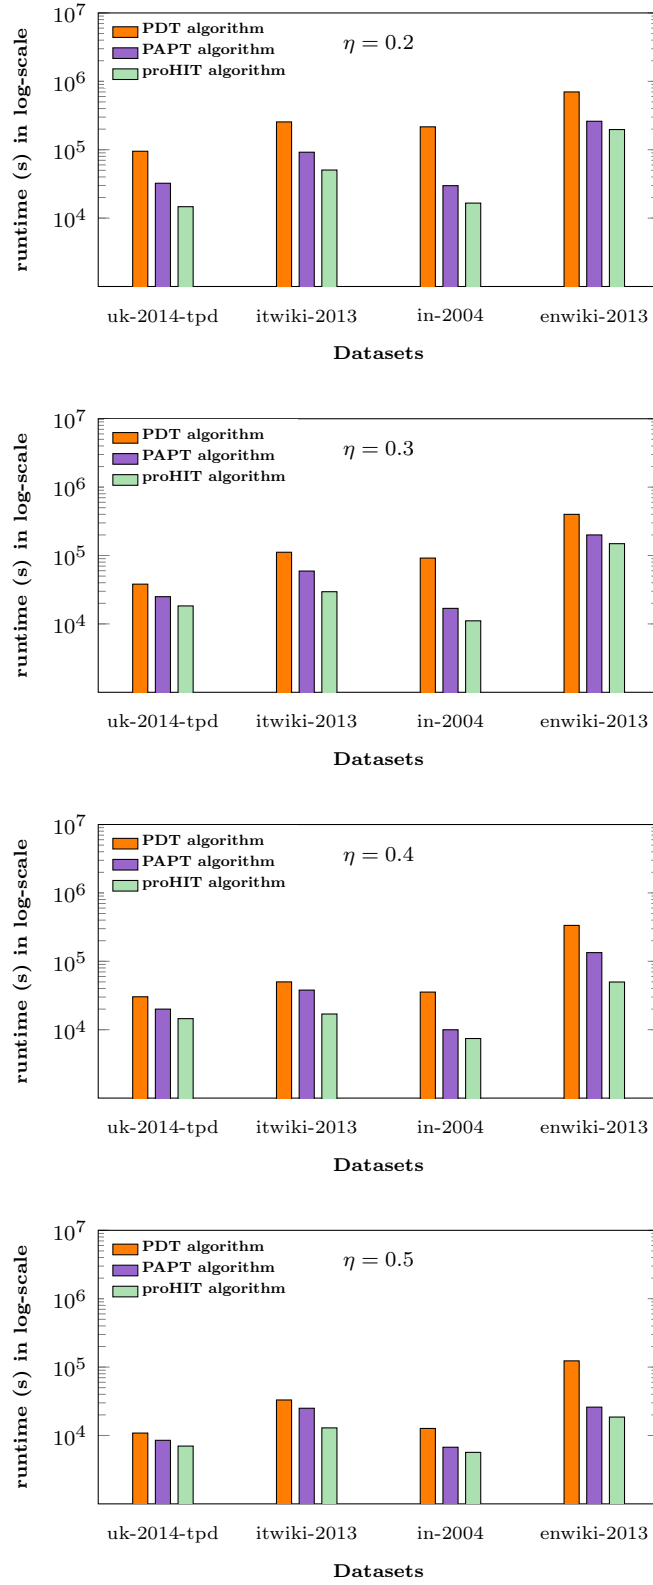 10^7
10^6
10^5
10^4
runtime (s) in log-scale
PDT algorithm
PAPT algorithm
proHIT algorithm
η = 0.2
uk-2014-tpd itwiki-2013 in-2004 enwiki-2013
Datasets
10^7
10^6
10^5
10^4
runtime (s) in log-scale
PDT algorithm
PAPT algorithm
proHIT algorithm
η = 0.3
uk-2014-tpd itwiki-2013 in-2004 enwiki-2013
Datasets
10^7
10^6
10^5
10^4
runtime (s) in log-scale
PDT algorithm
PAPT algorithm
proHIT algorithm
η = 0.4
uk-2014-tpd itwiki-2013 in-2004 enwiki-2013
Datasets
10^7
10^6
10^5
10^4
runtime (s) in log-scale
PDT algorithm
PAPT algorithm
proHIT algorithm
η = 0.5
uk-2014-tpd itwiki-2013 in-2004 enwiki-2013
Datasets